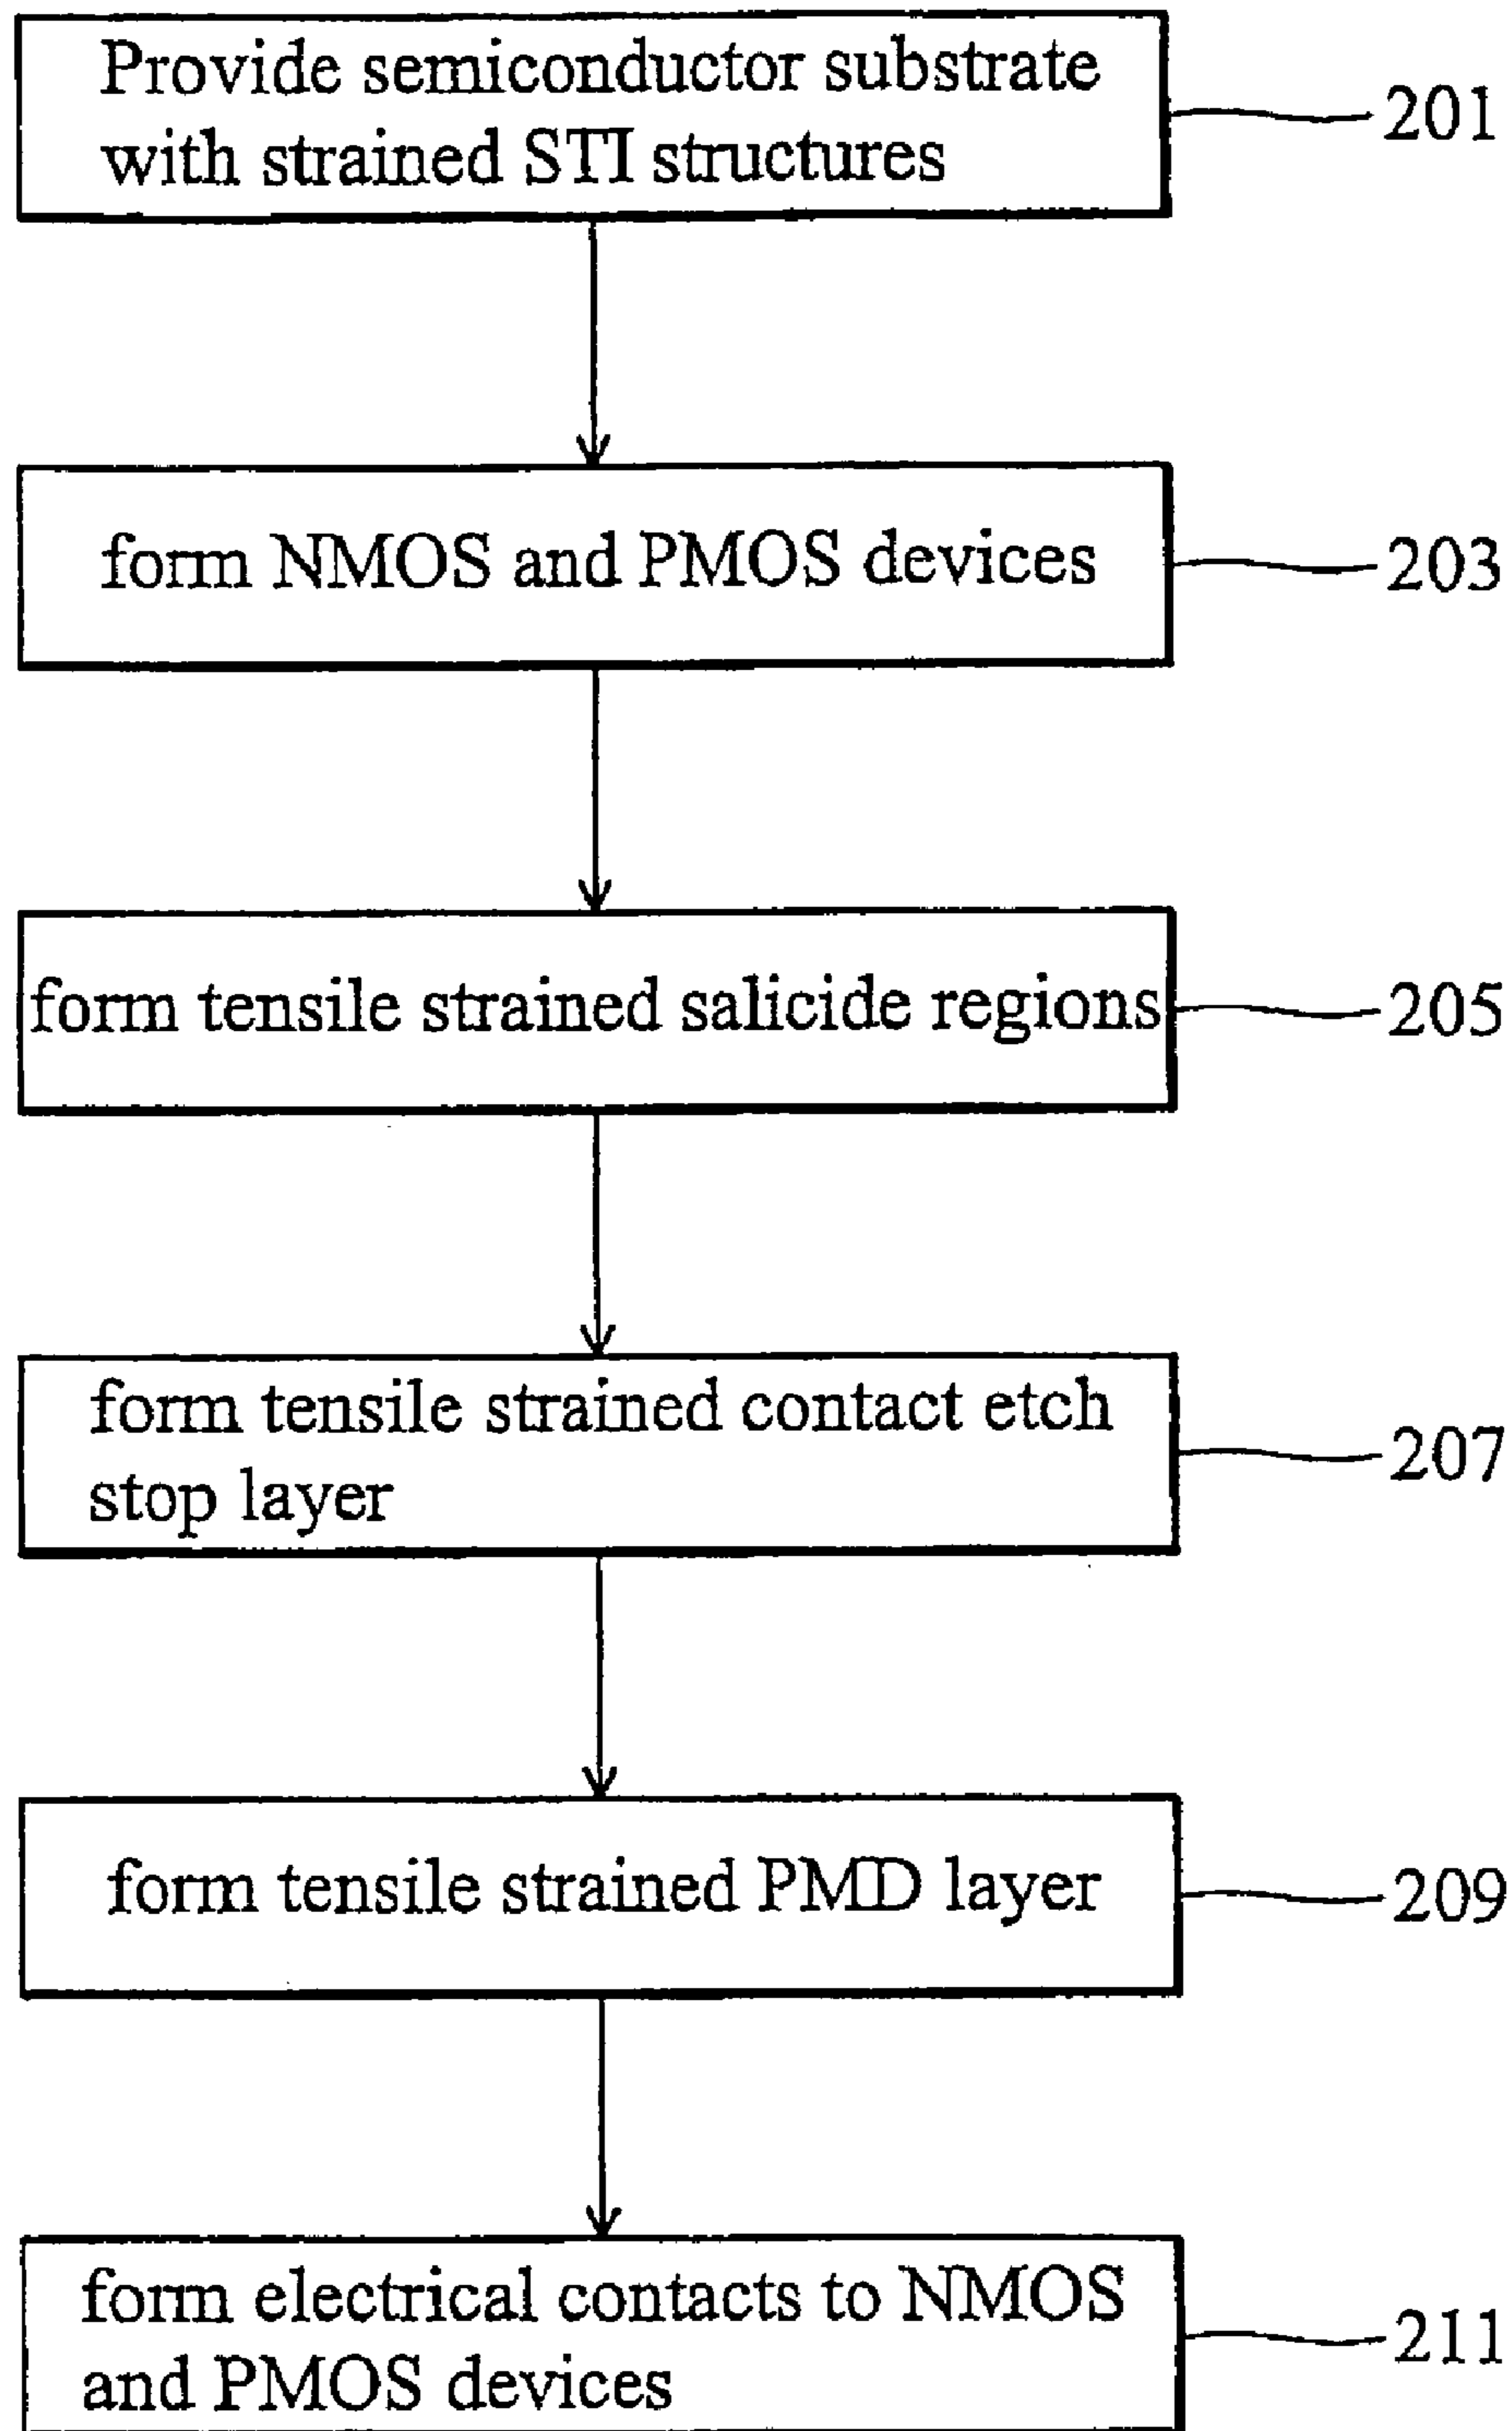 Provide semiconductor substrate
with strained STI structures
201
form NMOS and PMOS devices
203
form tensile strained salicide regions
205
form tensile strained contact etch
stop layer
207
form tensile strained PMD layer
209
form electrical contacts to NMOS
and PMOS devices
211